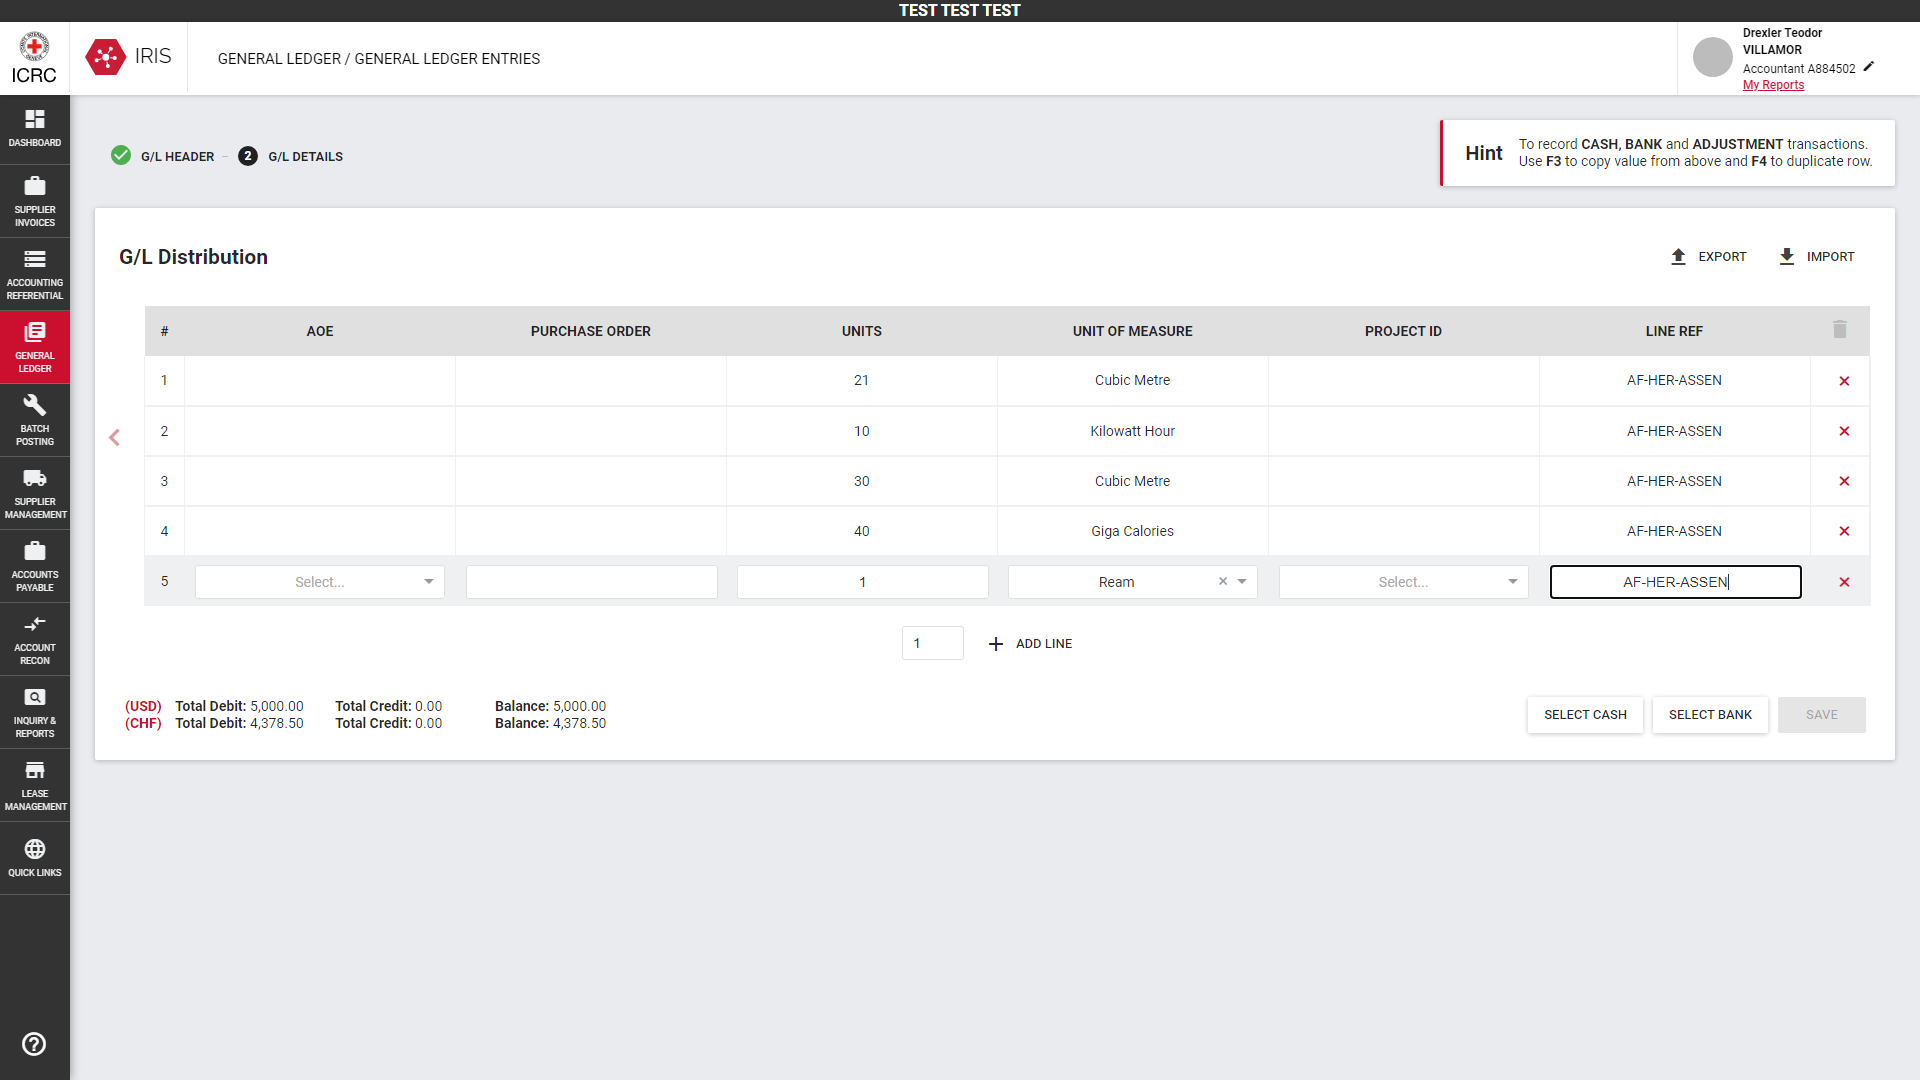 TEST TEST TEST
ICRC
IRIS
GENERAL LEDGER / GENERAL LEDGER ENTRIES
Drexler Teodor
VILLAMOR
Accountant A884502
My Reports
DASHBOARD
SUPPLIER
INVOICES
ACCOUNTING
REFERENTIAL
GENERAL
LEDGER
BATCH
POSTING
SUPPLIER
MANAGEMENT
ACCOUNTS
PAYABLE
ACCOUNT
RECON
INQUIRY &
REPORTS
LEASE
MANAGEMENT
QUICK LINKS
G/L HEADER – 2 G/L DETAILS
Hint
To record CASH, BANK and ADJUSTMENT transactions.
Use F3 to copy value from above and F4 to duplicate row.
G/L Distribution
EXPORT IMPORT
# AOE PURCHASE ORDER UNITS UNIT OF MEASURE PROJECT ID LINE REF
1 21 Cubic Metre AF-HER-ASSEN
2 10 Kilowatt Hour AF-HER-ASSEN
3 30 Cubic Metre AF-HER-ASSEN
4 40 Giga Calories AF-HER-ASSEN
5 Select... 1 Ream Select... AF-HER-ASSEN
1 ADD LINE
(USD) Total Debit: 5,000.00 Total Credit: 0.00 Balance: 5,000.00
(CHF) Total Debit: 4,378.50 Total Credit: 0.00 Balance: 4,378.50
SELECT CASH SELECT BANK SAVE